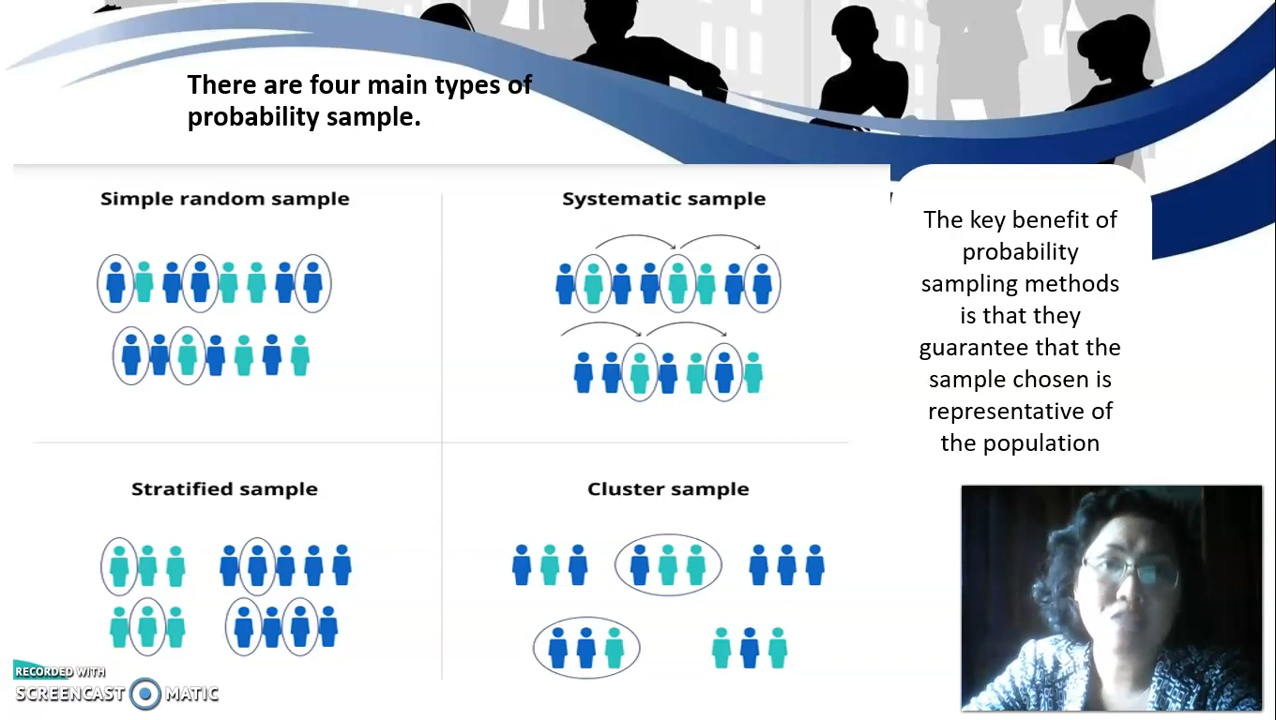 There are four main types of
probability sample.
Simple random sample
Systematic sample
Stratified sample
Cluster sample
The key benefit of
probability
sampling methods
is that they
guarantee that the
sample chosen is
representative of
the population
RECORDED WITH
SCREENCAST MATIC